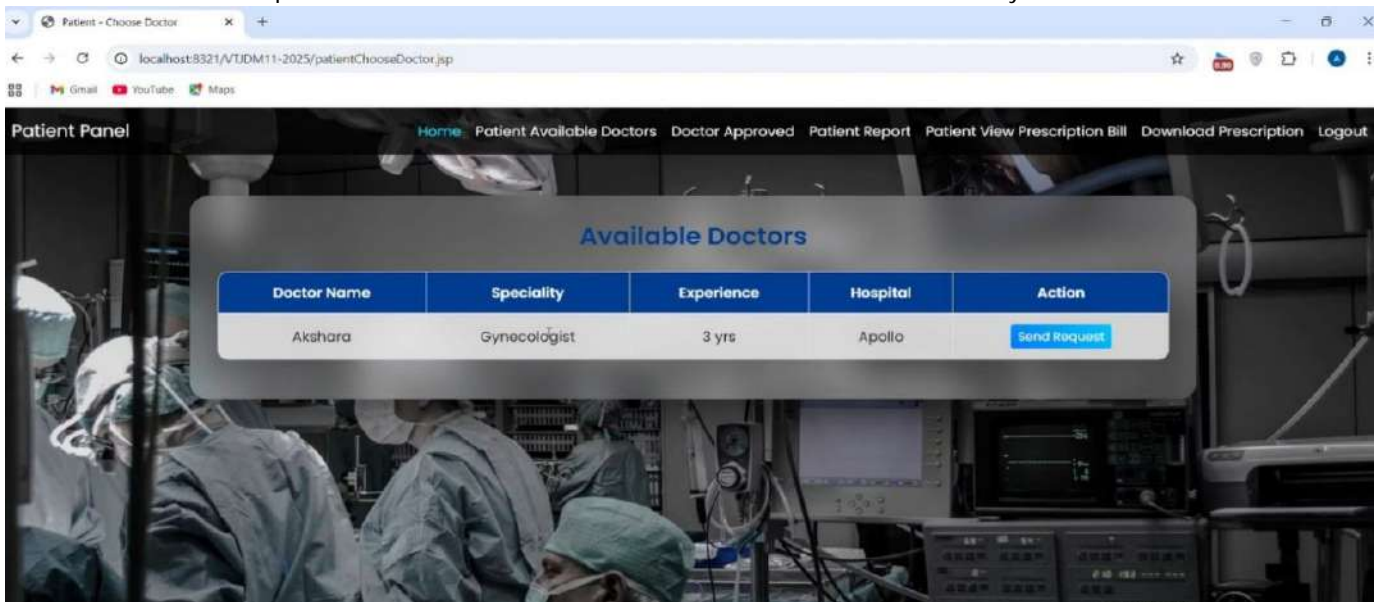 Patient - Choose Doctor
localhost:8321/VTJDM11-2025/patientChooseDoctor.jsp
Gmail YouTube Maps
Patient Panel Home Patient Available Doctors Doctor Approved Patient Report Patient View Prescription Bill Download Prescription Logout
Available Doctors
Doctor Name Speciality Experience Hospital Action
Akshara Gynecologist 3 yrs Apollo Send Request